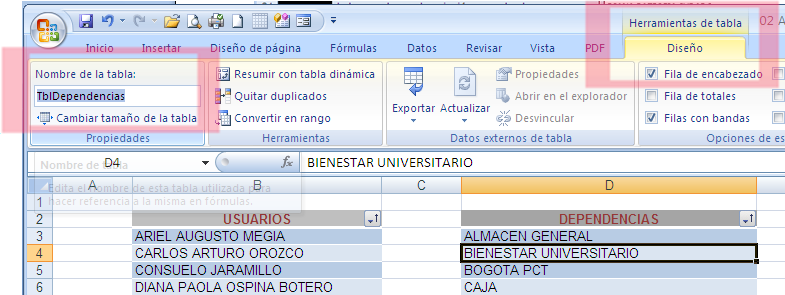 Herramientas de tabla
02 A
Inicio Insertar Diseño de página Fórmulas Datos Revisar Vista PDF Diseño
Nombre de la tabla:
TblDependencias
Cambiar tamaño de la tabla
Propiedades
Resumir con tabla dinámica
Quitar duplicados
Convertir en rango
Herramientas
Exportar Actualizar
Propiedades
Abrir en el explorador
Desvincular
Datos externos de tabla
Fila de encabezado
Fila de totales
Filas con bandas
Opciones de es
D4 fx BIENESTAR UNIVERSITARIO
Nombre de tabla
Edita el nombre de esta tabla utilizada para
hacer referencia a la misma en fórmulas.
A B C D E
1
2 USUARIOS DEPENDENCIAS
3 ARIEL AUGUSTO MEGIA ALMACEN GENERAL
4 CARLOS ARTURO OROZCO BIENESTAR UNIVERSITARIO
5 CONSUELO JARAMILLO BOGOTA PCT
6 DIANA PAOLA OSPINA BOTERO CAJA